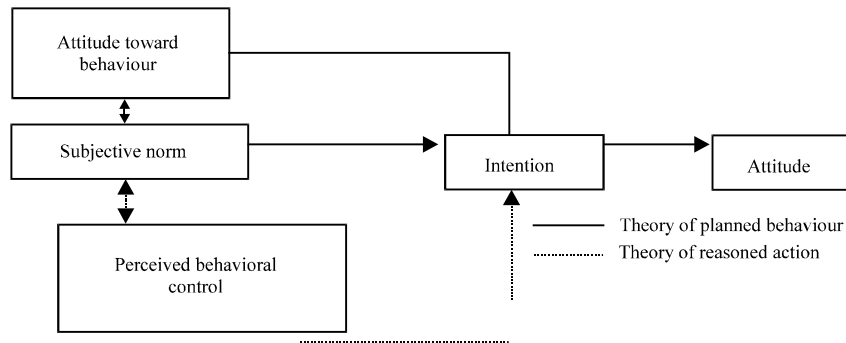 Attitude toward
behaviour
Subjective norm
Intention
Attitude
Perceived behavioral
control
Theory of planned behaviour
Theory of reasoned action